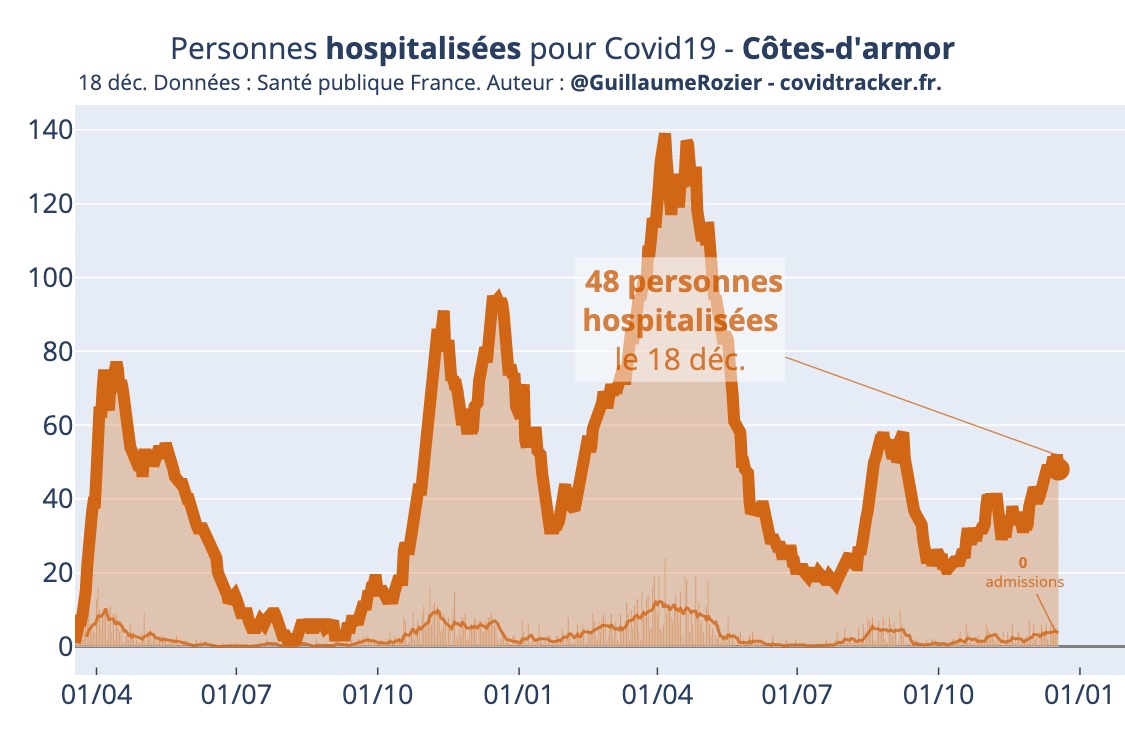 Personnes hospitalisées pour Covid19 - Côtes-d'armor
18 déc. Données : Santé publique France. Auteur : @GuillaumeRozier - covidtracker.fr.
140
120
100
80
60
40
20
0
48 personnes
hospitalisées
le 18 déc.
0
admissions
01/04
01/07
01/10
01/01
01/04
01/07
01/10
01/01